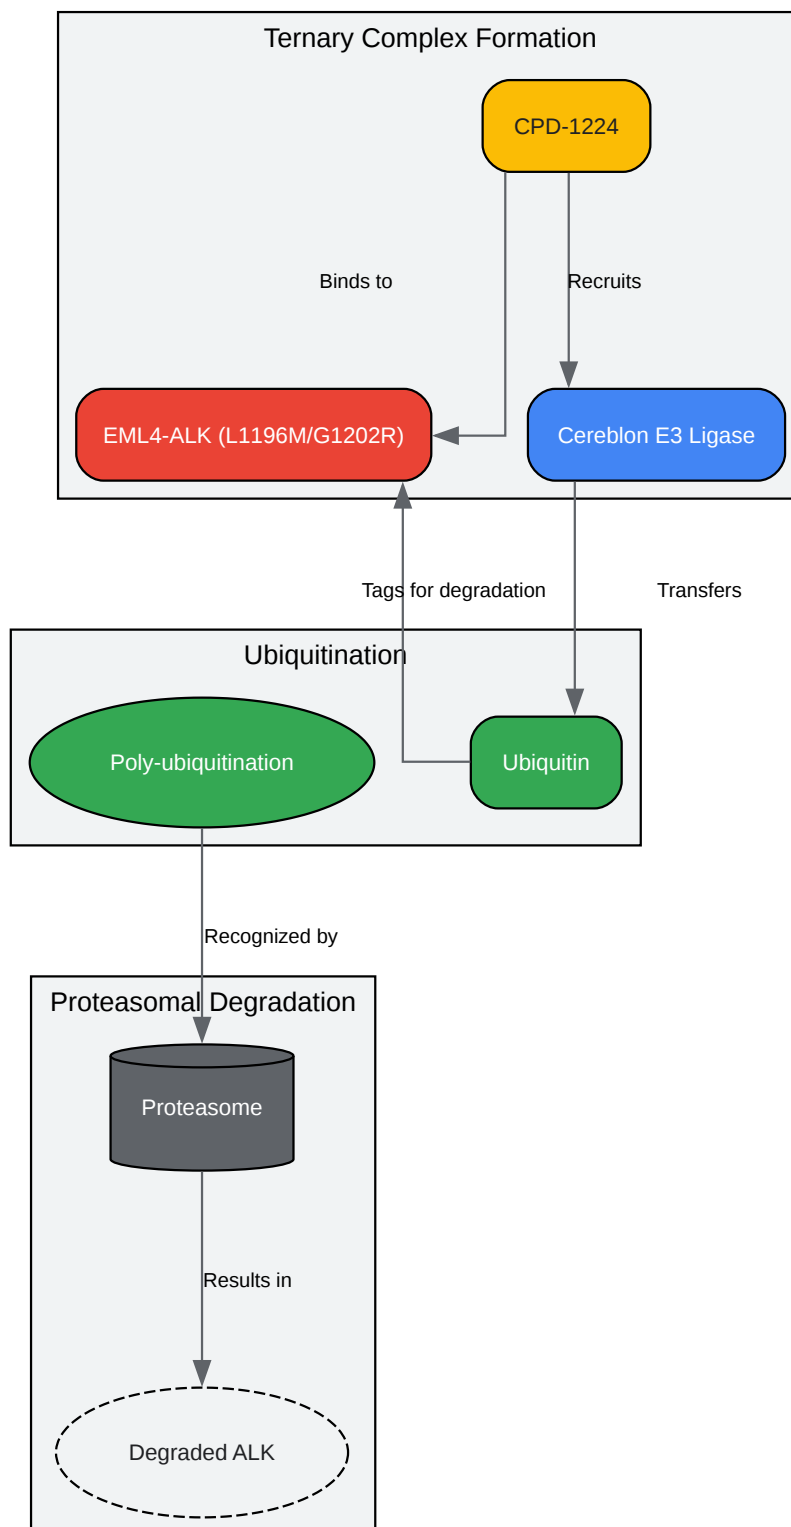 Ternary Complex Formation
CPD-1224
Binds to
Recruits
EML4-ALK (L1196M/G1202R)
Cereblon E3 Ligase
Tags for degradation
Transfers
Ubiquitination
Poly-ubiquitination
Ubiquitin
Recognized by
Proteasomal Degradation
Proteasome
Results in
Degraded ALK